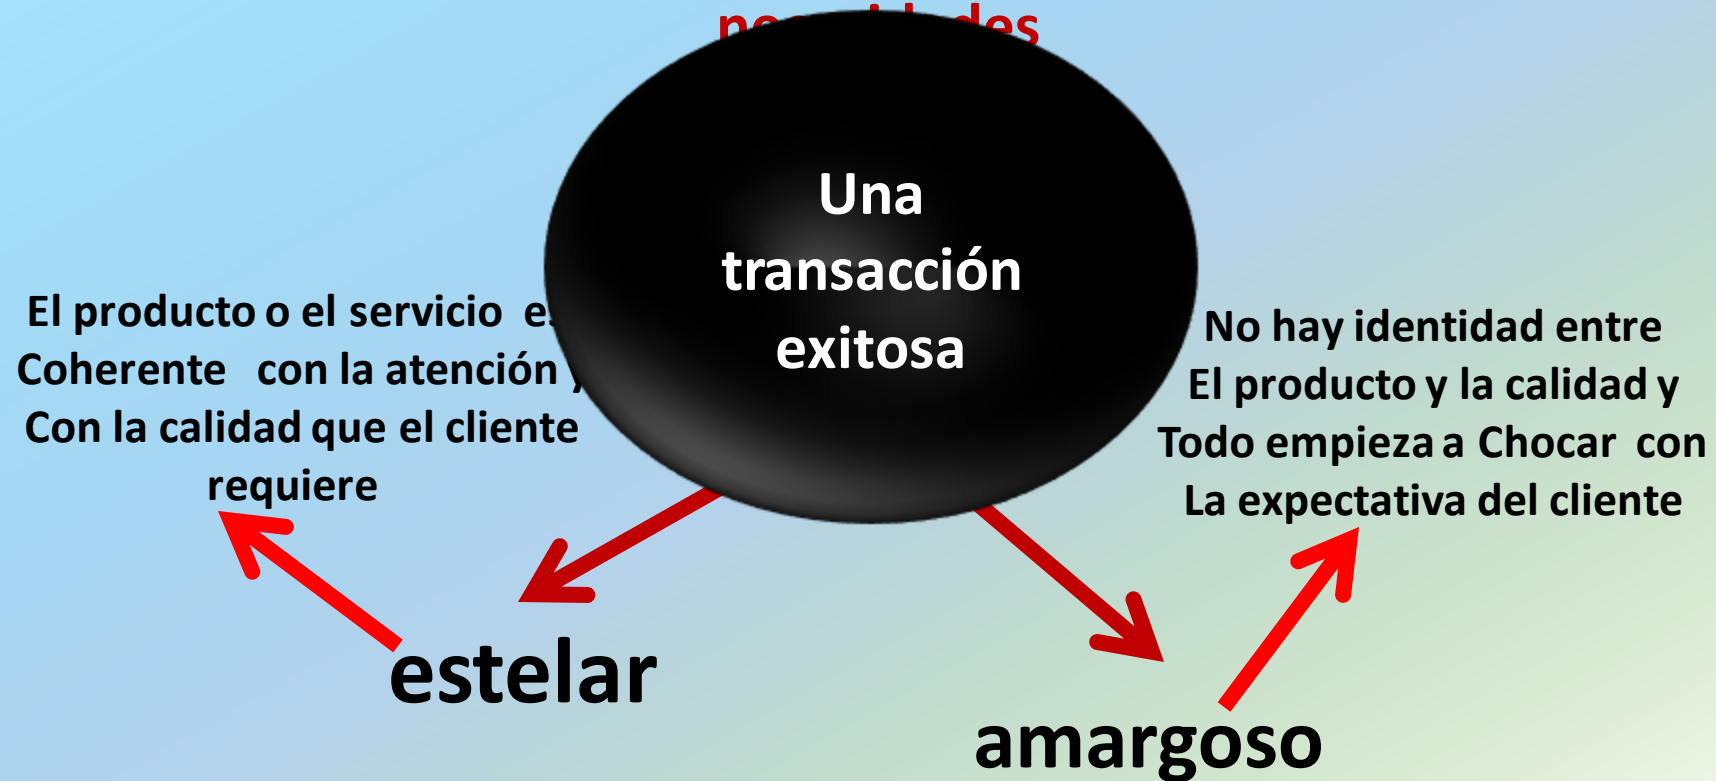 Una
transacción
exitosa
El producto o el servicio
Coherente con la atención
Con la calidad que el cliente
requiere
No hay identidad entre
El producto y la calidad y
Todo empieza a Chocar con
La expectativa del cliente
estelar
amargoso